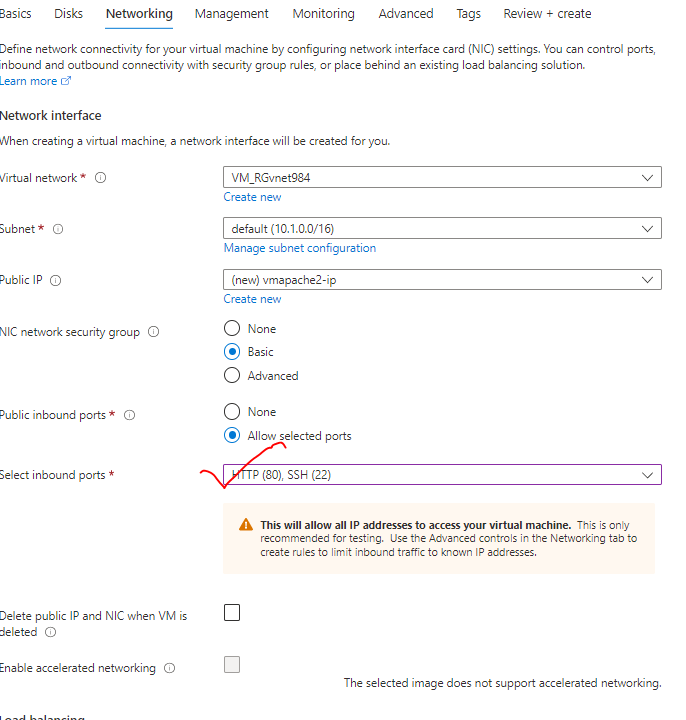 Basics Disks Networking Management Monitoring Advanced Tags Review + create
Define network connectivity for your virtual machine by configuring network interface card (NIC) settings. You can control ports,
inbound and outbound connectivity with security group rules, or place behind an existing load balancing solution.
Learn more
Network interface
When creating a virtual machine, a network interface will be created for you.
Virtual network *
VM_RGvnet984
Create new
Subnet *
default (10.1.0.0/16)
Manage subnet configuration
Public IP
(new) vmapache2-ip
Create new
NIC network security group
None
Basic
Advanced
Public inbound ports *
None
Allow selected ports
Select inbound ports *
HTTP (80), SSH (22)
This will allow all IP addresses to access your virtual machine. This is only
recommended for testing. Use the Advanced controls in the Networking tab to
create rules to limit inbound traffic to known IP addresses.
Delete public IP and NIC when VM is
deleted
Enable accelerated networking
The selected image does not support accelerated networking.
Load balancing